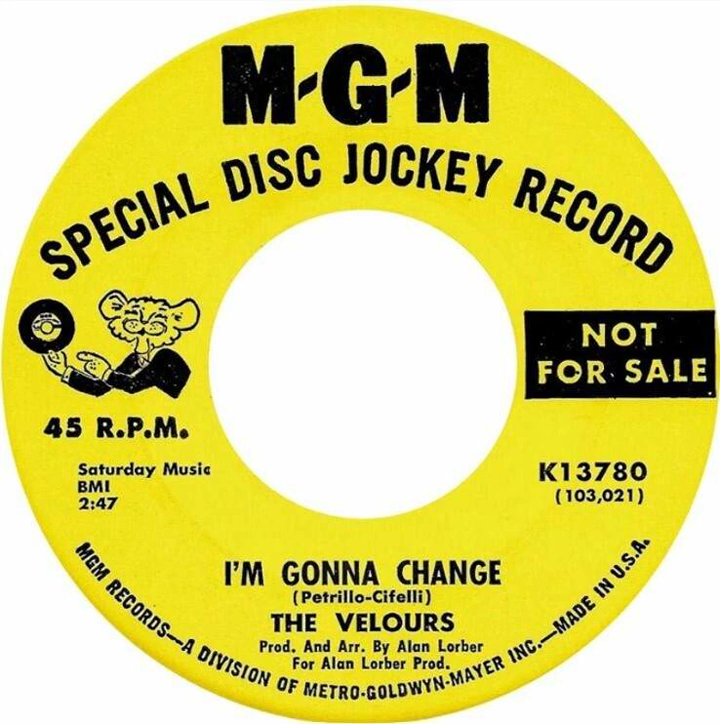 M-G-M
SPECIAL DISC JOCKEY RECORD
NOT
FOR SALE
45 R.P.M.
Saturday Music
BMI
2:47
K13780
(103,021)
I'M GONNA CHANGE
(Petrillo-Cifelli)
THE VELOURS
Prod. And Arr. By Alan Lorber
For Alan Lorber Prod.
MGM RECORDS—A DIVISION OF METRO-GOLDWYN-MAYER INC.—MADE IN U.S.A.